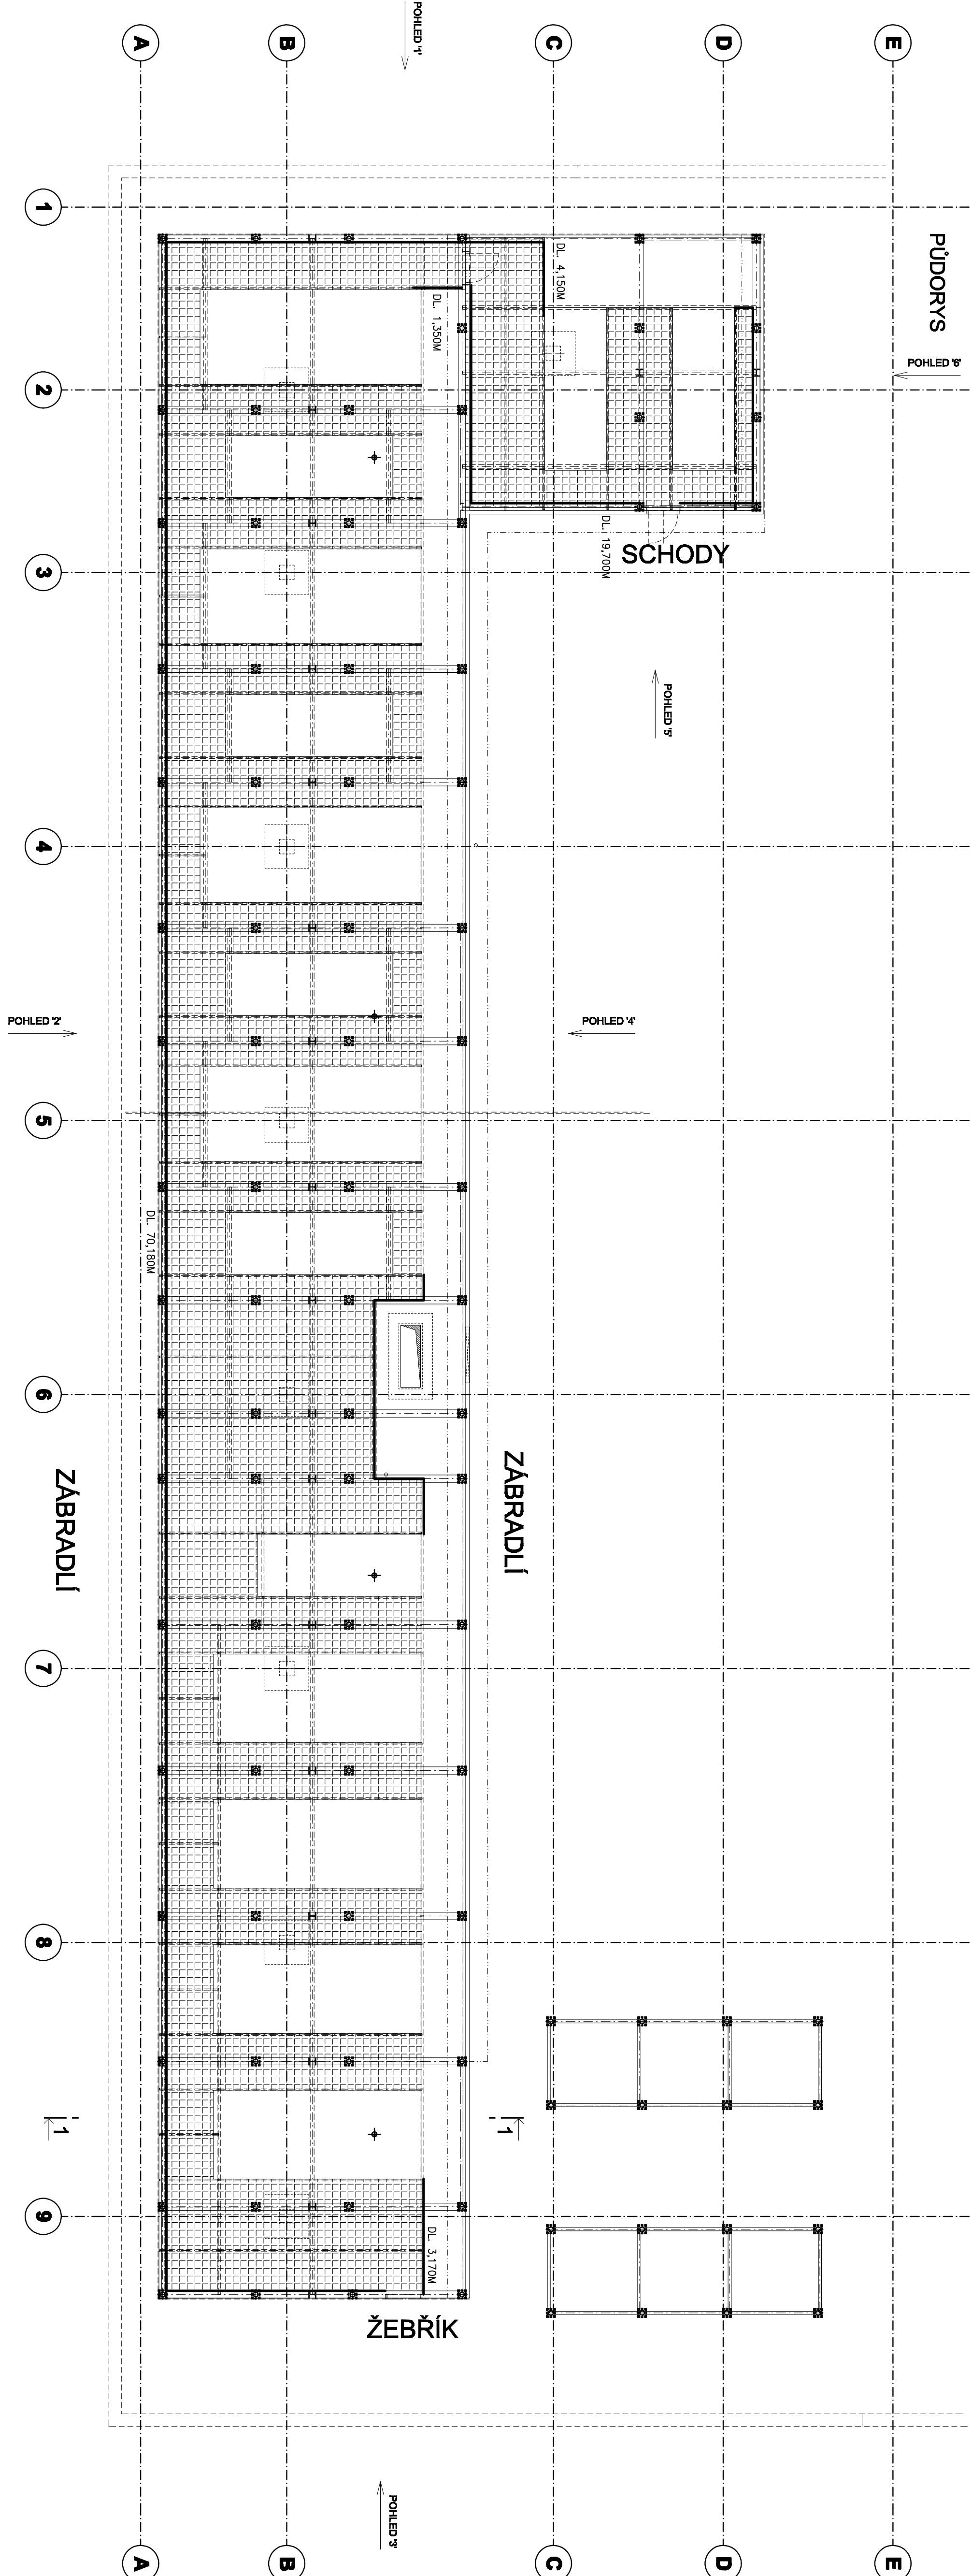 PŮDORYS
A
B
C
D
E
POHLED '1'
POHLED '6'
1
2
3
4
5
6
7
8
9
DL. 4,150M
DL. 1,350M
DL. 19,700M
SCHODY
POHLED '5'
POHLED '2'
POHLED '4'
DL. 70,180M
ZÁBRADLÍ
ZÁBRADLÍ
1
1
DL. 3,170M
ŽEBŘÍK
POHLED '3'
A
B
C
D
E